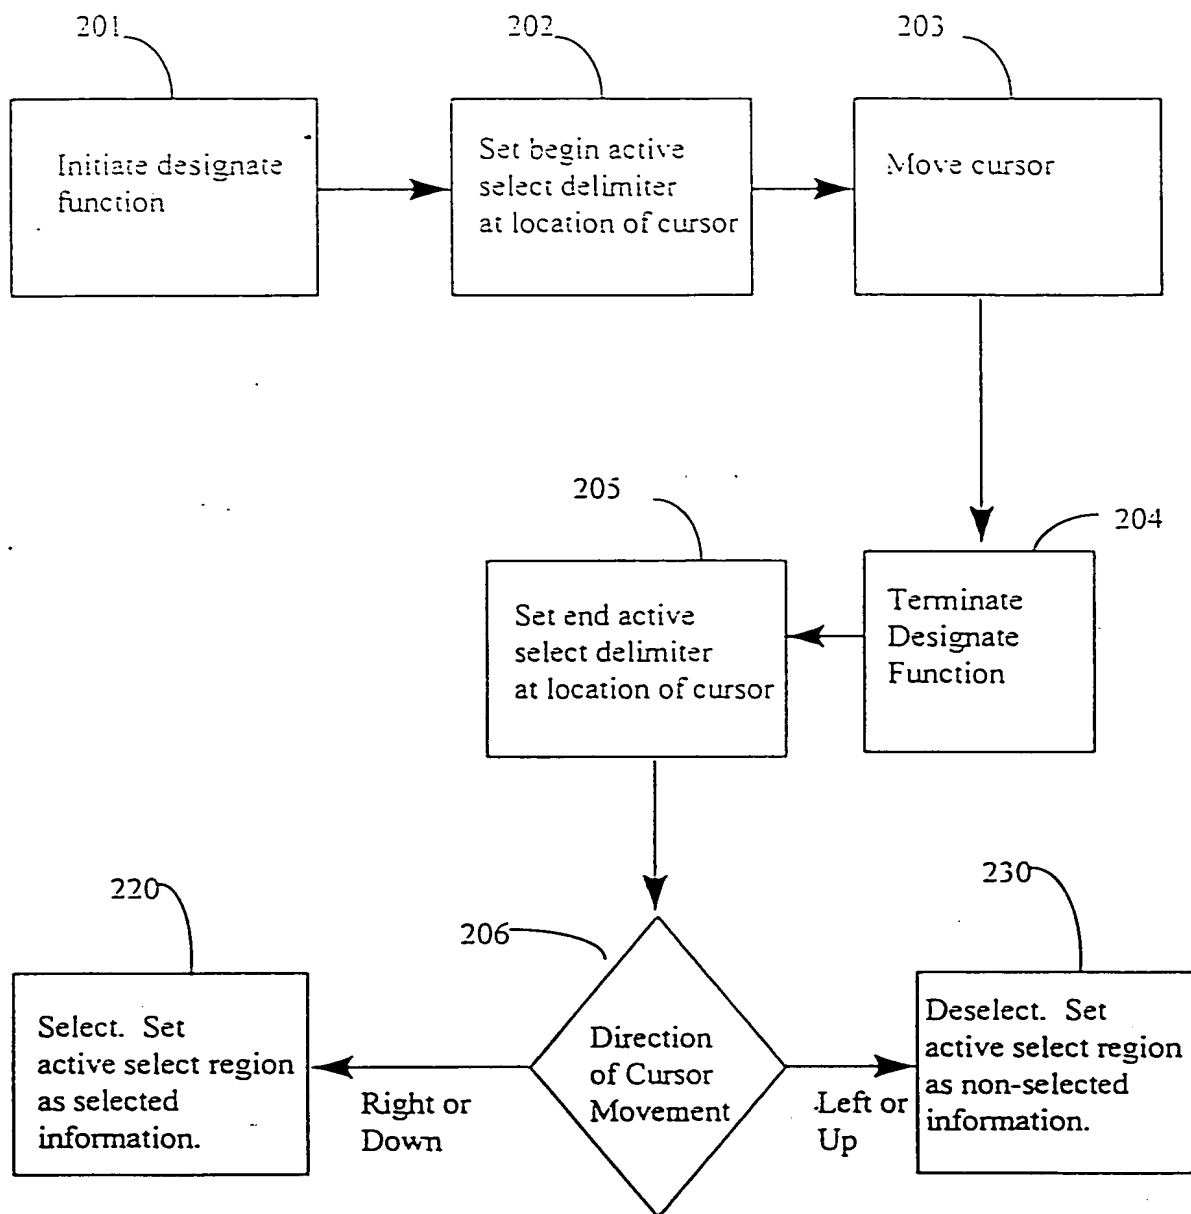 201
202
203
Initiate designate
function
Set begin active
select delimiter
at location of cursor
Move cursor
205
204
Set end active
select delimiter
at location of cursor
Terminate
Designate
Function
220
206
230
Select. Set
active select region
as selected
information.
Right or
Down
Direction
of Cursor
Movement
Left or
Up
Deselect. Set
active select region
as non-selected
information.